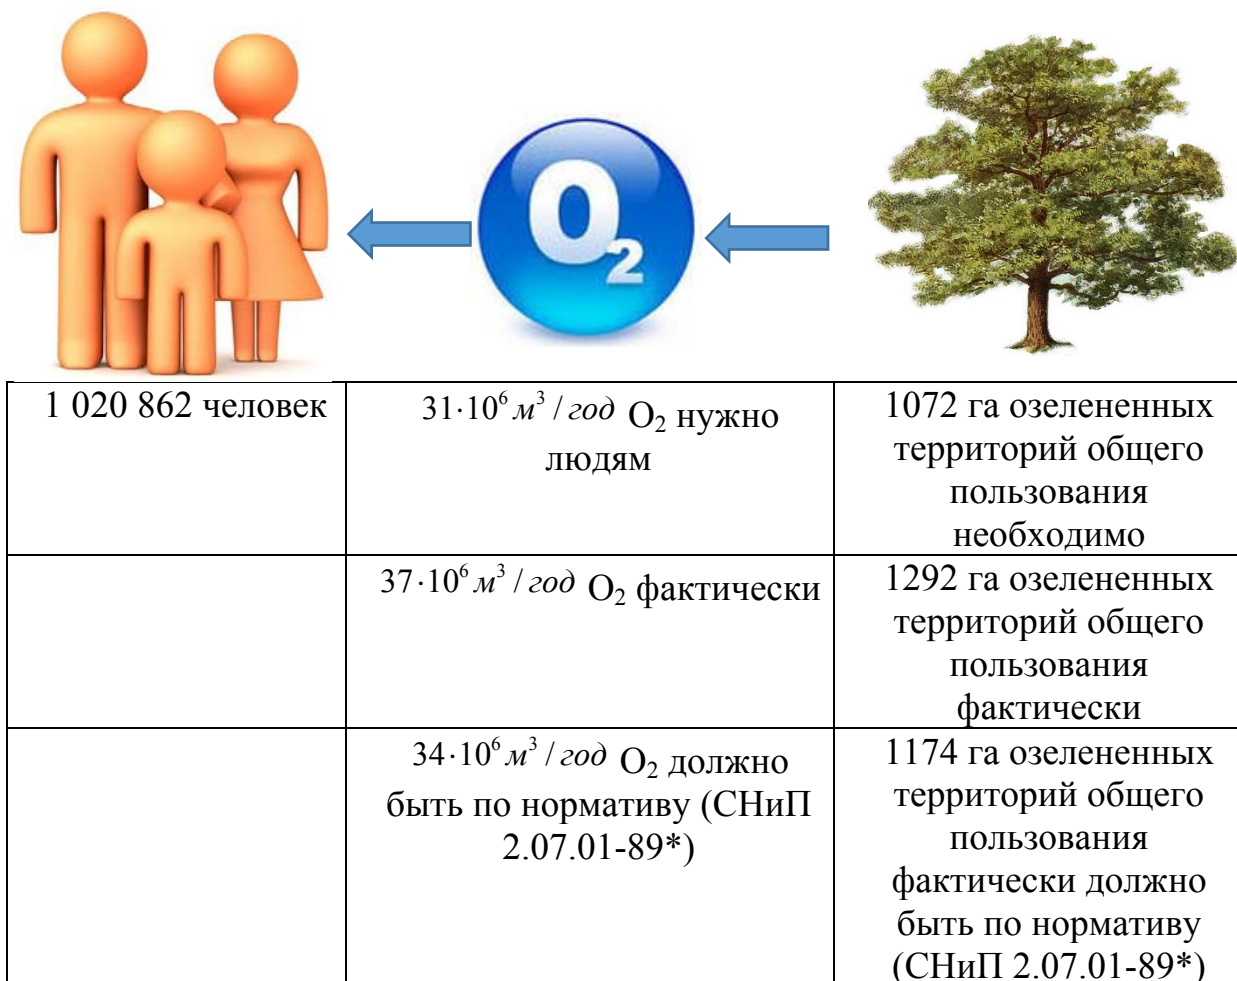 O₂
1 020 862 человек
31·10⁶ м³ / год O₂ нужно
людям
1072 га озелененных
территорий общего
пользования
необходимо
37·10⁶ м³ / год O₂ фактически
1292 га озелененных
территорий общего
пользования
фактически
34·10⁶ м³ / год O₂ должно
быть по нормативу (СНиП
2.07.01-89*)
1174 га озелененных
территорий общего
пользования
фактически должно
быть по нормативу
(СНиП 2.07.01-89*)